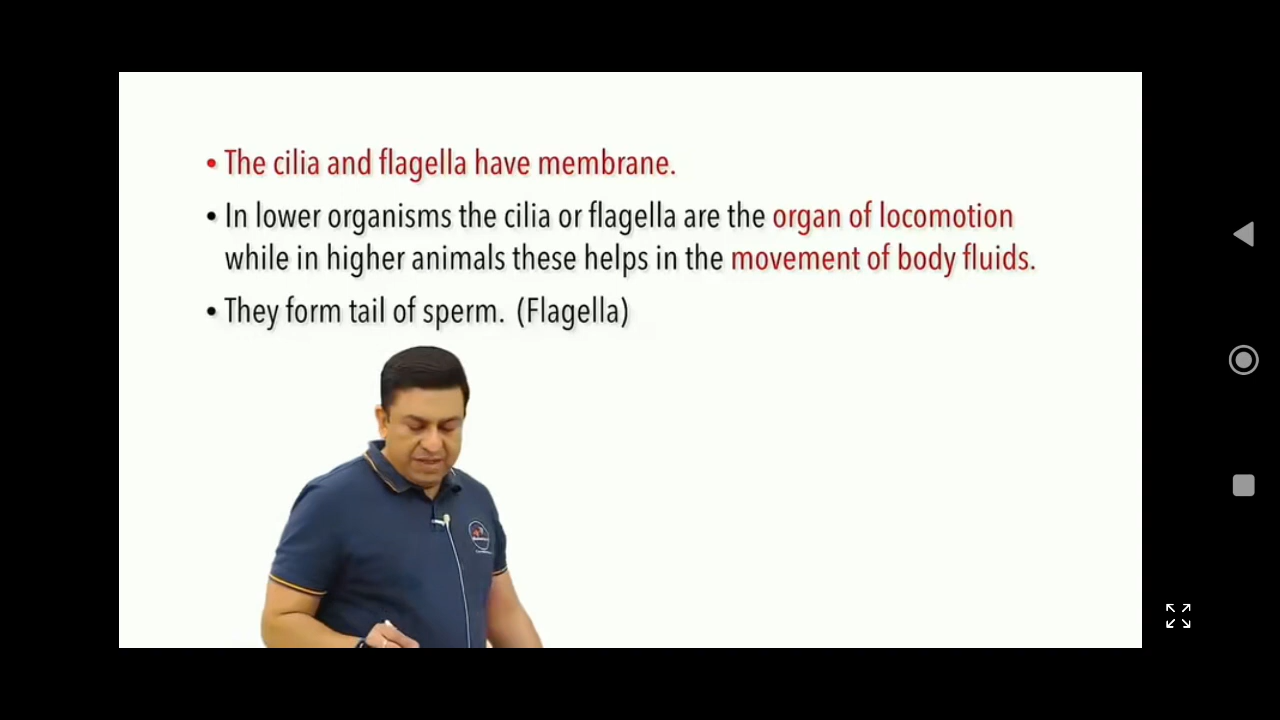 • The cilia and flagella have membrane.
• In lower organisms the cilia or flagella are the organ of locomotion
while in higher animals these helps in the movement of body fluids.
• They form tail of sperm. (Flagella)